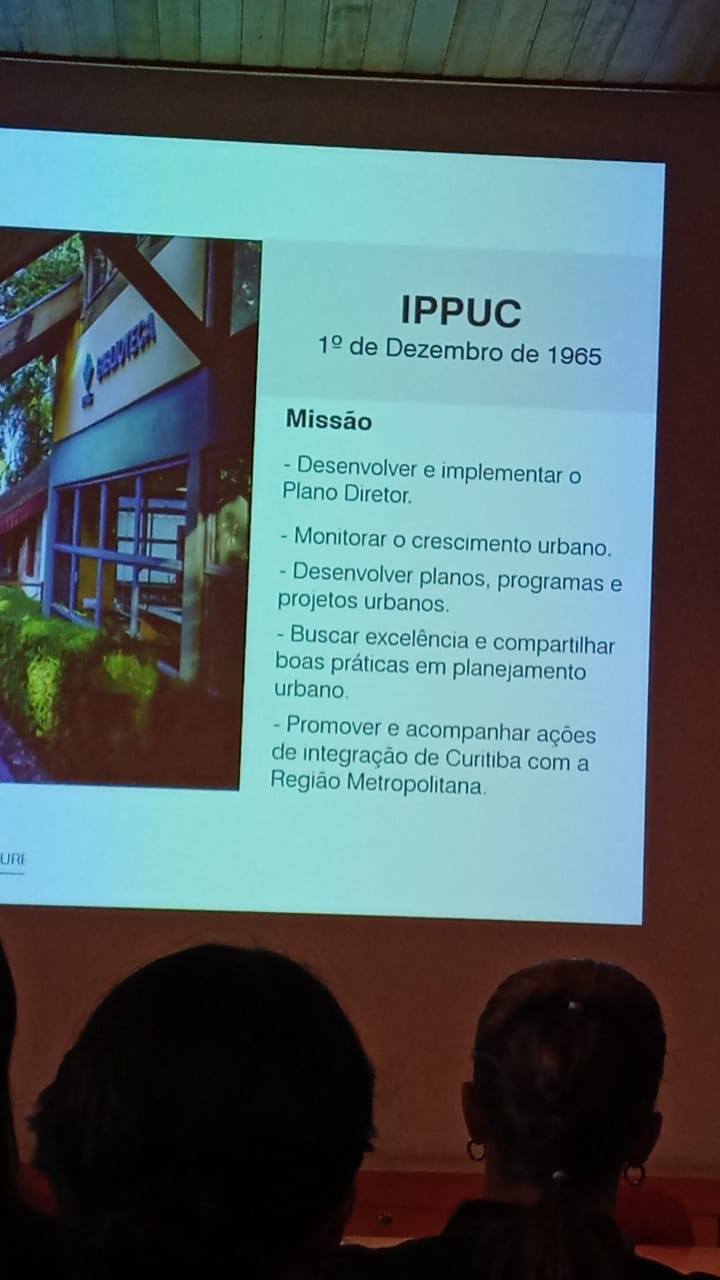 BIBLIOTECA
IPPUC
1º de Dezembro de 1965
Missão
- Desenvolver e implementar o
Plano Diretor.
- Monitorar o crescimento urbano.
- Desenvolver planos, programas e
projetos urbanos.
- Buscar excelência e compartilhar
boas práticas em planejamento
urbano.
- Promover e acompanhar ações
de integração de Curitiba com a
Região Metropolitana.